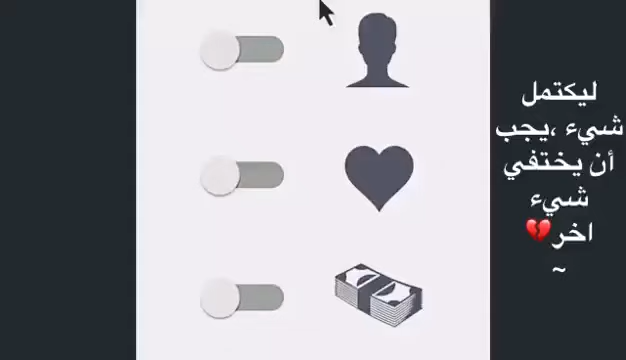 ليكتمل
شيء ،يجب
أن يختفي
شيء
اخر💔
~